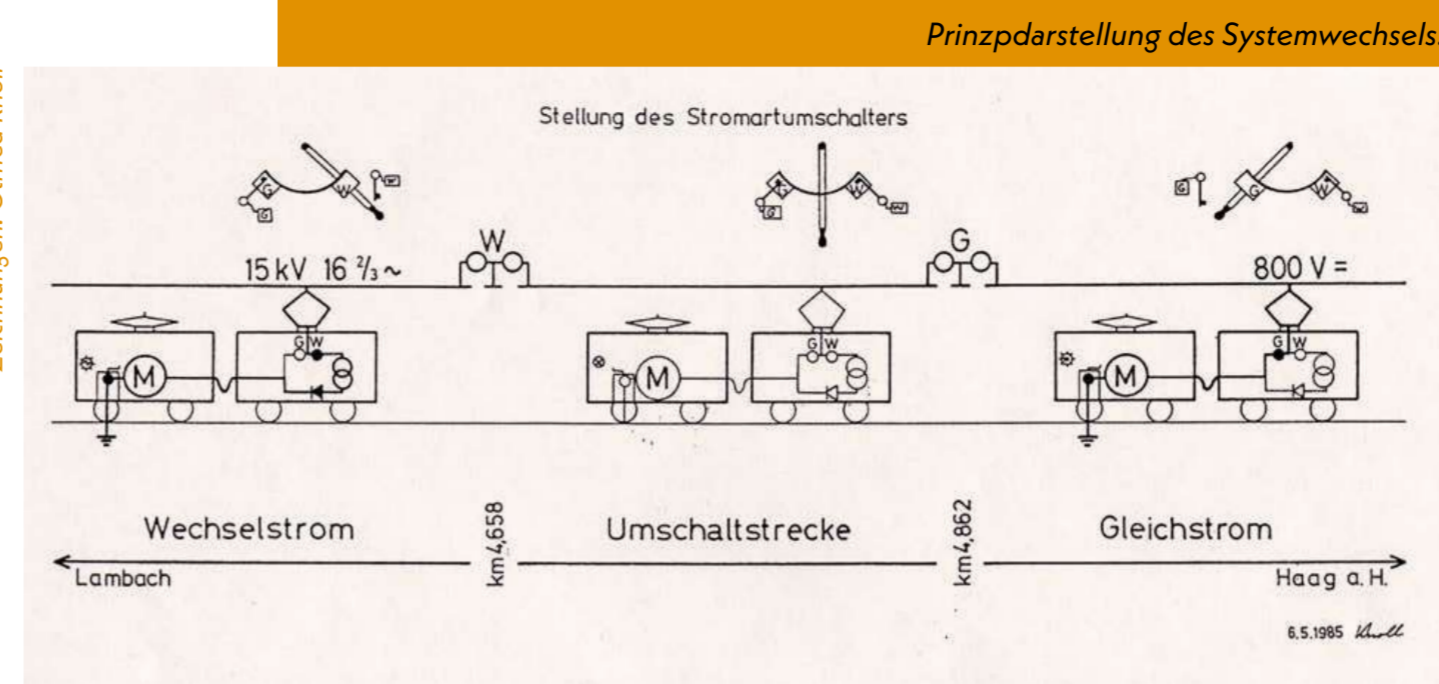 Prinzpdarstellung des Systemwechsels.
Stellung des Stromartumschalters
G W W
G
G W
G W
G
G W
W
G
15 kV 16 ⅔ ~
800 V =
G W
G W
G W
M
M
M
Wechselstrom
km 4,658
Umschaltstrecke
km 4,862
Gleichstrom
Lambach
Haag a. H.
6.5.1985